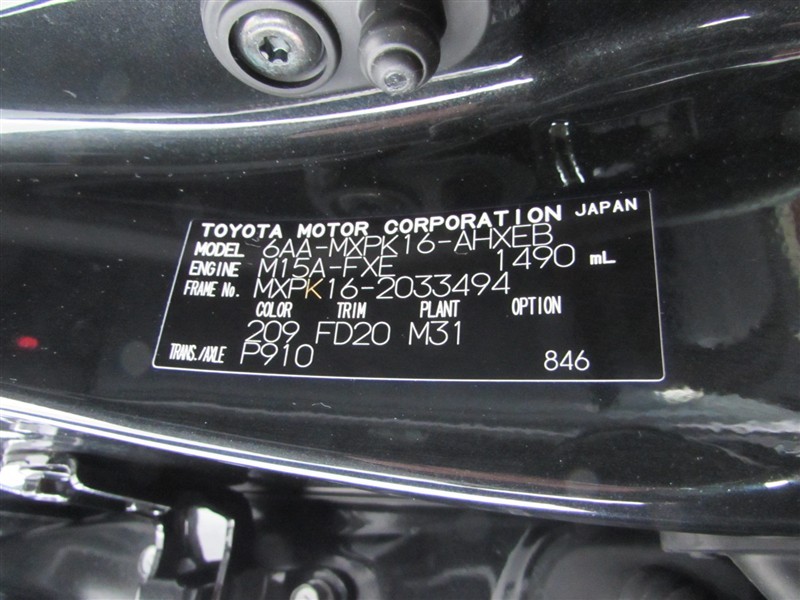 TOYOTA MOTOR CORPORATION JAPAN
MODEL 6AA-MXPK16-AHXEB
ENGINE M15A-FXE 1490 mL
FRAME No. MXPK16-2033494
COLOR TRIM PLANT OPTION
209 FD20 M31
TRANS./AXLE P910 846